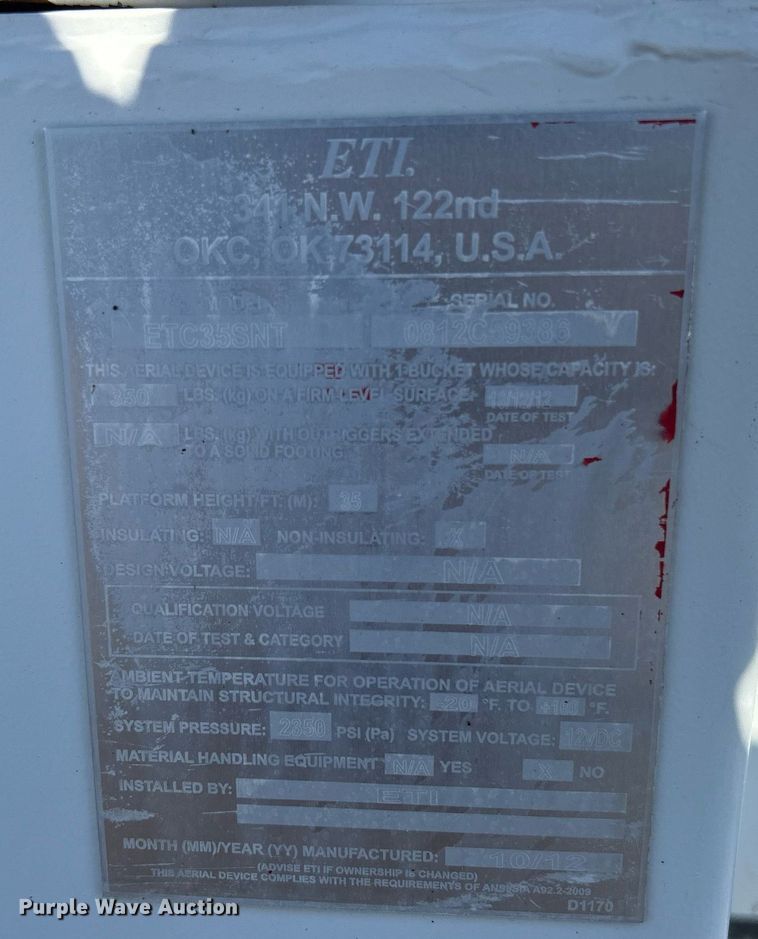 ETI.
341 N.W. 122nd
OKC, OK 73114, U.S.A.
SERIAL NO.
ETC35SNT 0812C-9386
THIS AERIAL DEVICE IS EQUIPPED WITH 1-BUCKET WHOSE CAPACITY IS:
350 LBS. (kg) ON A FIRM LEVEL SURFACE
DATE OF TEST
N/A LBS. (kg) WITH OUTRIGGERS EXTENDED
TO A SOLID FOOTING N/A
DATE OF TEST
PLATFORM HEIGHT FT. (M): 35
INSULATING: N/A NON-INSULATING: X
DESIGN VOLTAGE: N/A
QUALIFICATION VOLTAGE N/A
DATE OF TEST & CATEGORY N/A
AMBIENT TEMPERATURE FOR OPERATION OF AERIAL DEVICE
TO MAINTAIN STRUCTURAL INTEGRITY: -20 °F. TO °F.
SYSTEM PRESSURE: 2350 PSI (Pa) SYSTEM VOLTAGE: 12VDC
MATERIAL HANDLING EQUIPMENT N/A YES X NO
INSTALLED BY: ETI
MONTH (MM)/YEAR (YY) MANUFACTURED: 10/12
(ADVISE ETI IF OWNERSHIP IS CHANGED)
THIS AERIAL DEVICE COMPLIES WITH THE REQUIREMENTS OF ANSI/SIA A92.2-2009
D1170
Purple Wave Auction